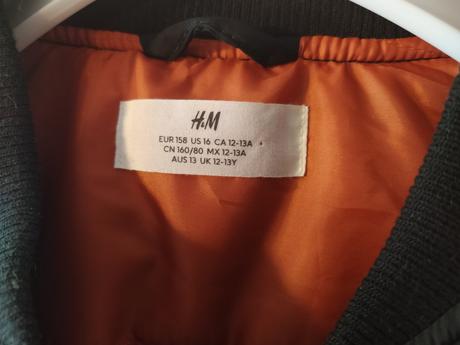 H&M
EUR 158 US 16 CA 12-13A
CN 160/80 MX 12-13A
AUS 13 UK 12-13Y